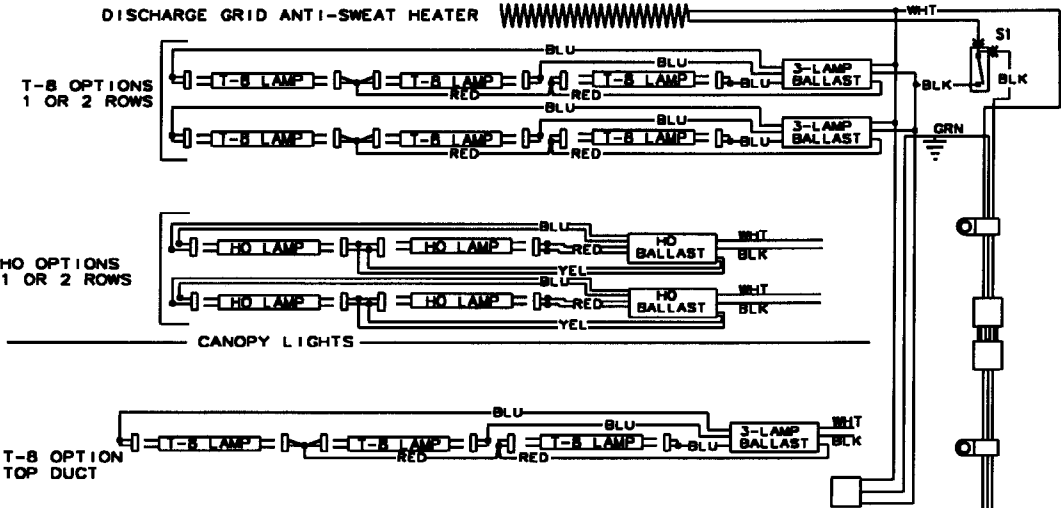 DISCHARGE GRID ANTI-SWEAT HEATER
WHT
S1
BLU
T-8 OPTIONS
1 OR 2 ROWS
T-8 LAMP
T-8 LAMP
T-8 LAMP
BLU
BLU
3-LAMP
BALLAST
BLK
BLK
RED
RED
BLU
T-8 LAMP
T-8 LAMP
T-8 LAMP
BLU
BLU
3-LAMP
BALLAST
GRN
RED
RED
HO OPTIONS
1 OR 2 ROWS
BLU
HO LAMP
HO LAMP
RED
HO
BALLAST
WHT
BLK
YEL
BLU
HO LAMP
HO LAMP
RED
HO
BALLAST
WHT
BLK
YEL
CANOPY LIGHTS
BLU
T-8 OPTION
TOP DUCT
T-8 LAMP
T-8 LAMP
T-8 LAMP
BLU
BLU
3-LAMP
BALLAST
WHT
BLK
RED
RED